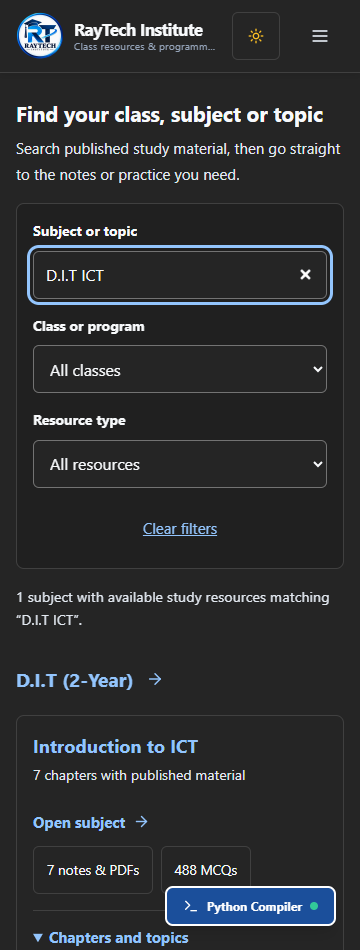 RT
RAYTECH
RayTech Institute
Class resources & programm...
Find your class, subject or topic
Search published study material, then go straight
to the notes or practice you need.
Subject or topic
D.I.T ICT
Class or program
All classes
Resource type
All resources
Clear filters
1 subject with available study resources matching
“D.I.T ICT”.
D.I.T (2-Year)
Introduction to ICT
7 chapters with published material
Open subject
7 notes & PDFs
488 MCQs
Python Compiler
Chapters and topics